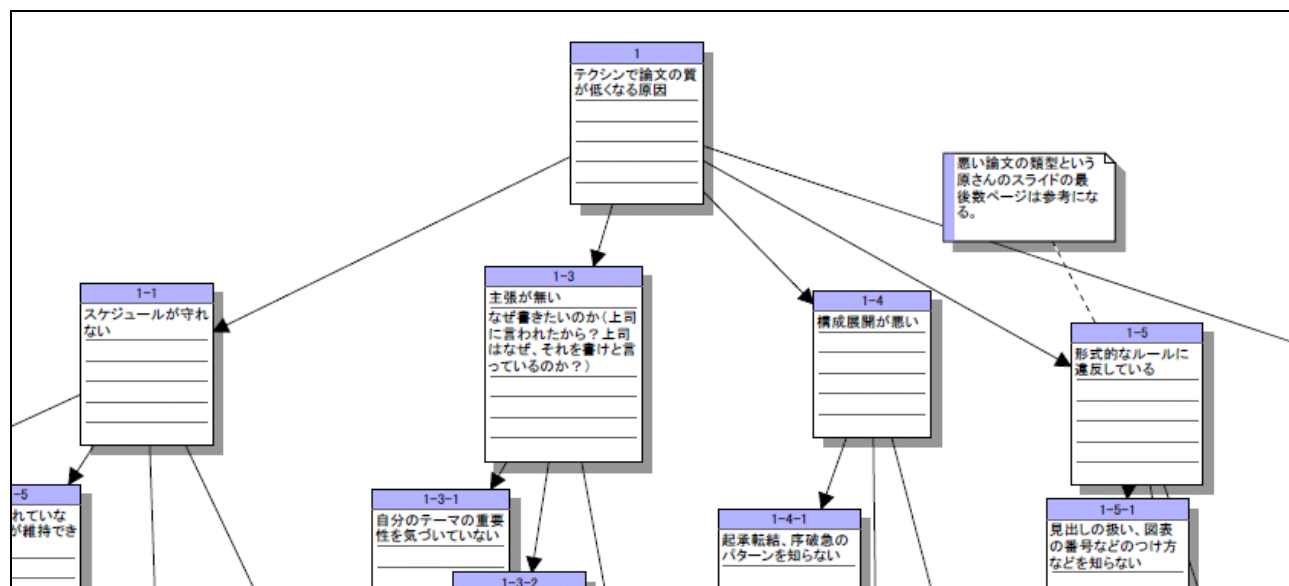 1
テクシンで論文の質
が低くなる原因
悪い論文の類型という
原さんのスライドの最
後数ページは参考にな
る。
1-1
スケジュールが守れ
ない
1-3
主張が無い
なぜ書きたいのか(上司
に言われたから?上司
はなぜ、それを書けと言
っているのか?)
1-4
構成展開が悪い
1-5
形式的なルールに
違反している
-5
れていな
が維持でき
1-3-1
自分のテーマの重要
性を気づいていない
1-3-2
1-4-1
起承転結、序破急の
パターンを知らない
1-5-1
見出しの扱い、図表
の番号などのつけ方
などを知らない